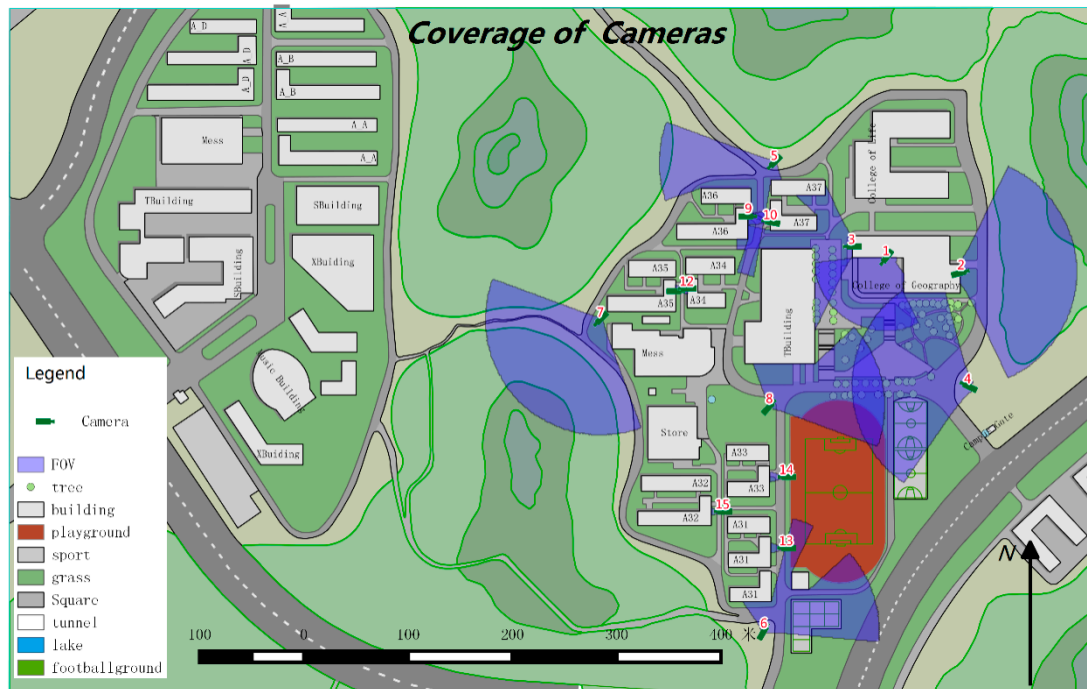 Coverage of Cameras
A_D
A_A
A_D
A_B
A_D
A_B
A_A
Mess
A_A
TBuilding
SBuilding
XBuiding
SBuilding
Music Building
XBuiding
College of Life
5
A36
A37
9
10
A37
A36
3
1
2
College of Geography
A35
A34
12
A35
A34
7
TBuilding
Mess
4
8
Store
Campus Gate
A33
14
A32
A33
15
A32
A31
13
A31
A31
6
N
Legend
Camera
FOV
tree
building
playground
sport
grass
Square
tunnel
lake
footballground
100 0 100 200 300 400 米